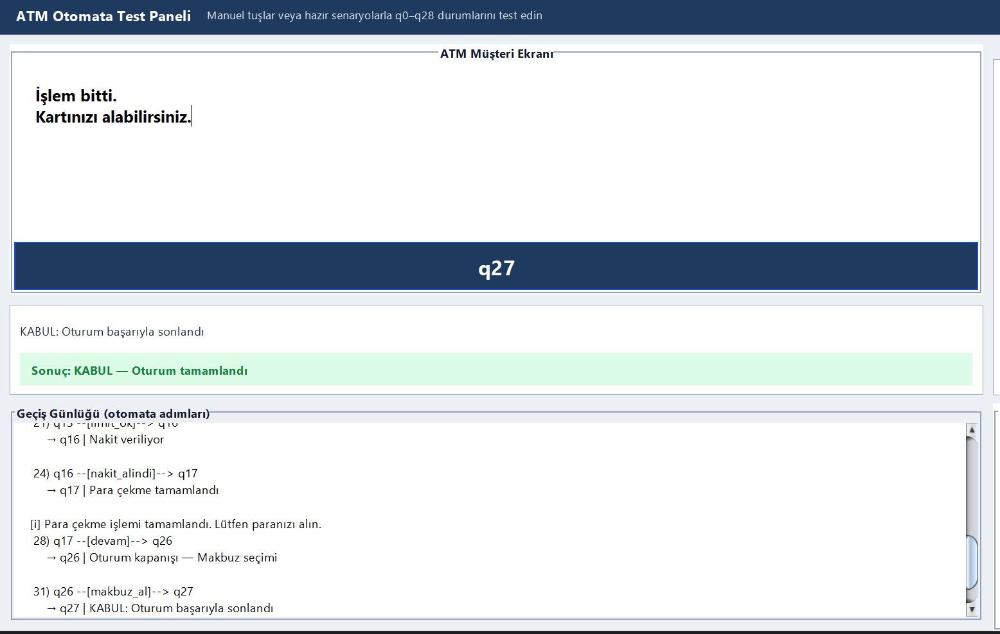 ATM Otomata Test Paneli
Manuel tuşlar veya hazır senaryolarla q0–q28 durumlarını test edin
ATM Müşteri Ekranı
İşlem bitti.
Kartınızı alabilirsiniz.
q27
KABUL: Oturum başarıyla sonlandı
Sonuç: KABUL — Oturum tamamlandı
Geçiş Günlüğü (otomata adımları)
→ q16 | Nakit veriliyor
24) q16 --[nakit_alindi]--> q17
→ q17 | Para çekme tamamlandı
[i] Para çekme işlemi tamamlandı. Lütfen paranızı alın.
28) q17 --[devam]--> q26
→ q26 | Oturum kapanışı — Makbuz seçimi
31) q26 --[makbuz_al]--> q27
→ q27 | KABUL: Oturum başarıyla sonlandı